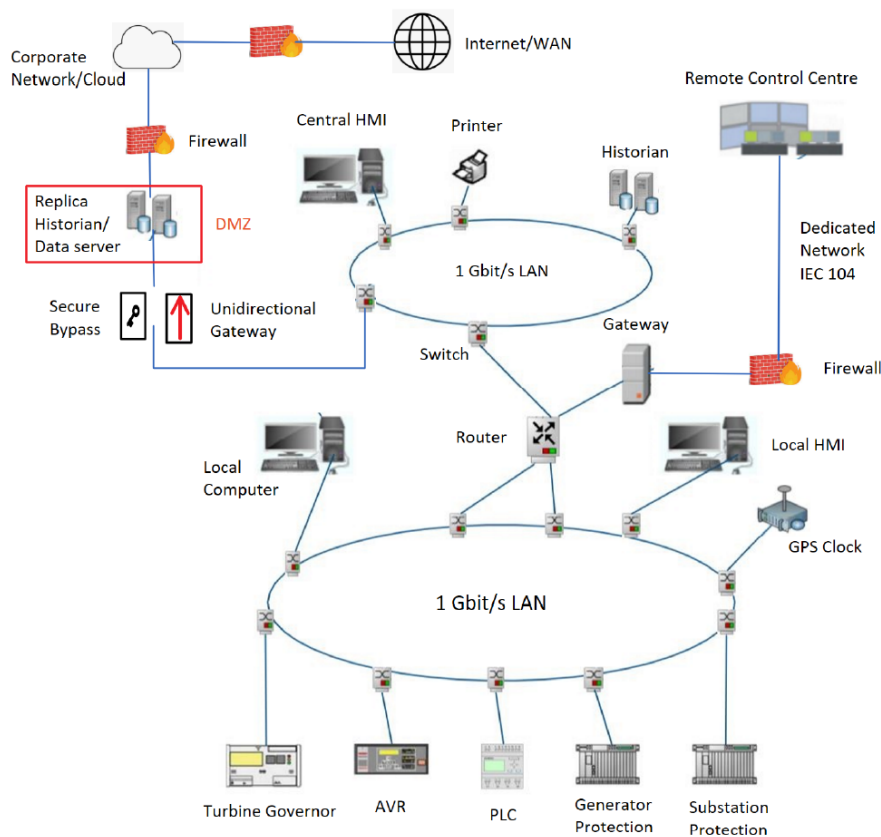 Internet/WAN
Corporate
Network/Cloud
Remote Control Centre
Central HMI
Printer
Firewall
Historian
Replica
Historian/
Data server
DMZ
Dedicated
Network
IEC 104
1 Gbit/s LAN
Secure
Bypass
Unidirectional
Gateway
Gateway
Switch
Firewall
Router
Local HMI
Local
Computer
GPS Clock
1 Gbit/s LAN
Turbine Governor
AVR
PLC
Generator
Protection
Substation
Protection